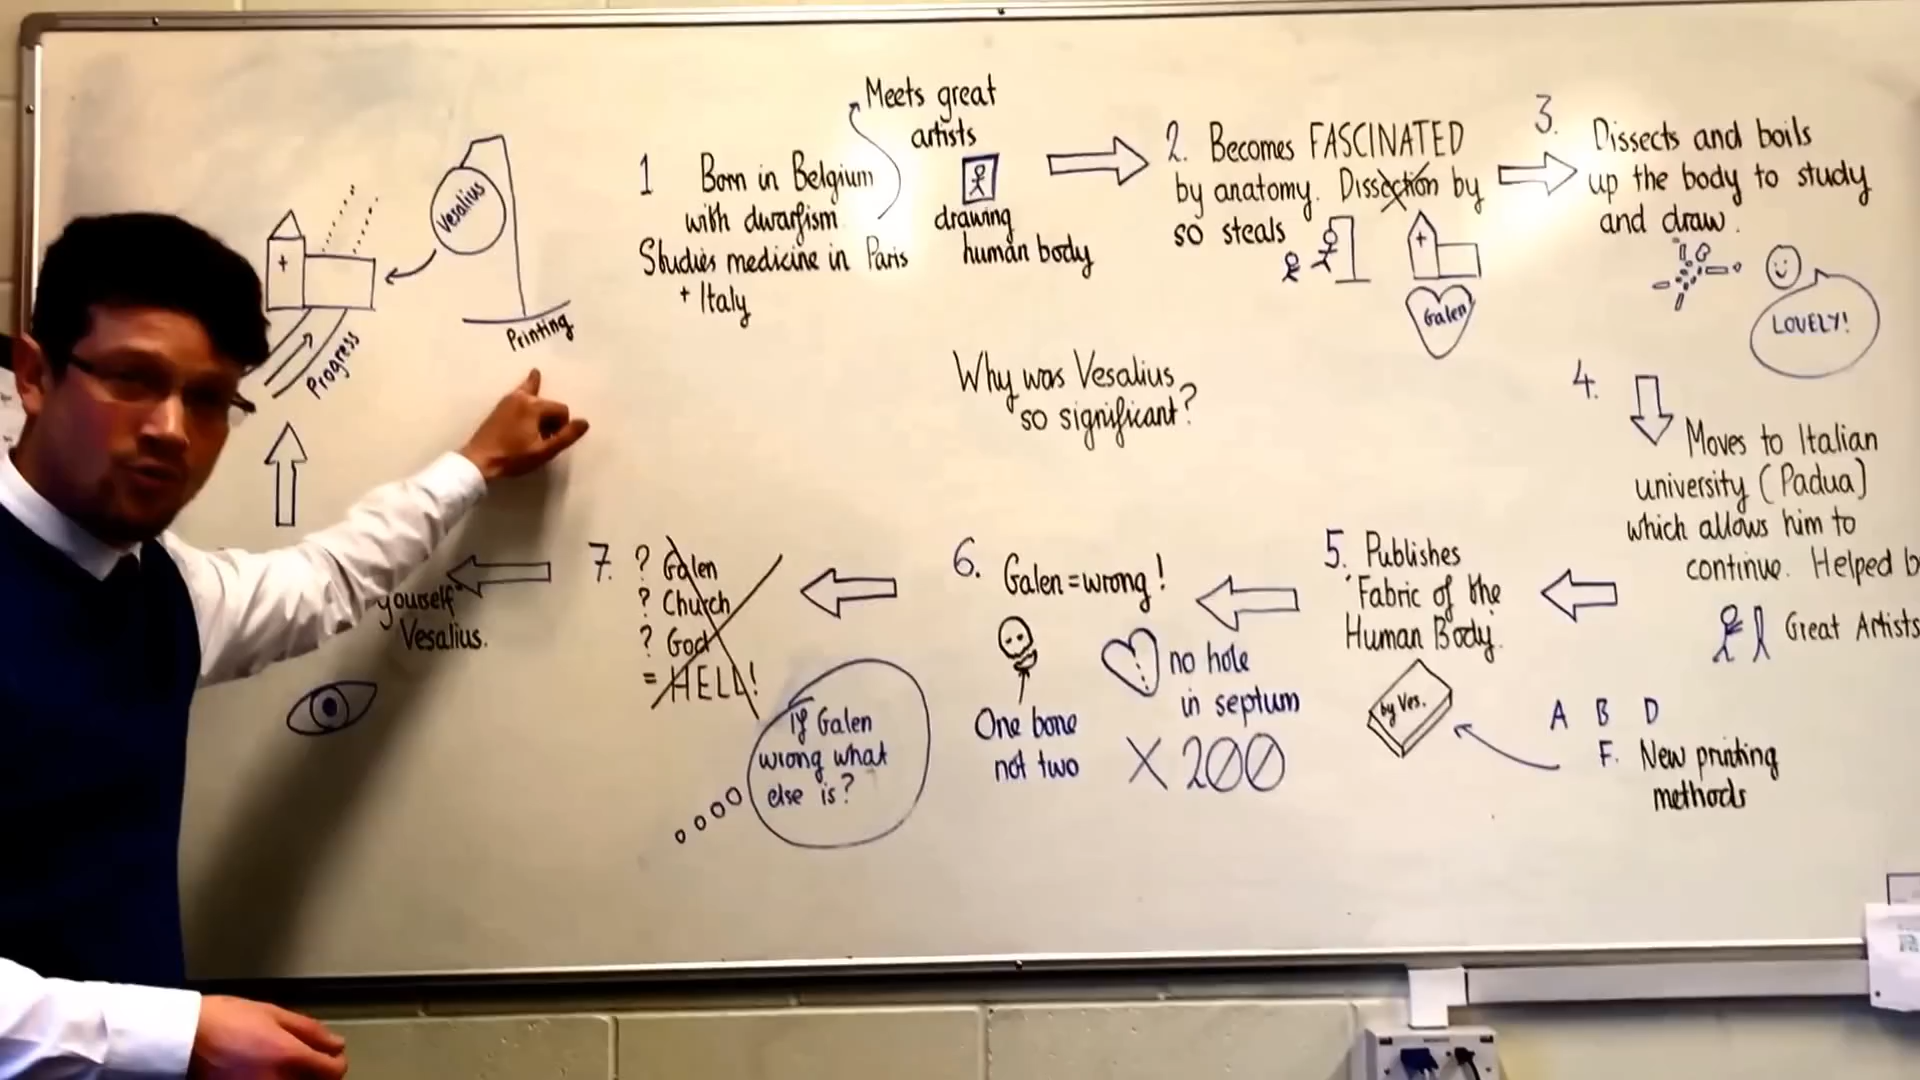 Meets great
artists
1 Born in Belgium
with dwarfism
Studies medicine in Paris
+ Italy
drawing
human body
2. Becomes FASCINATED
by anatomy. Dissection by
so steals
Galen
3.
Dissects and boils
up the body to study
and draw.
LOVELY!
Why was Vesalius
so significant?
4.
Moves to Italian
university (Padua)
which allows him to
continue. Helped b
Great Artists
5. Publishes
'Fabric of the
Human Body'.
by Ves.
A B D
F. New printing
methods
6. Galen = wrong!
One bone
not two
no hole
in septum
X 200
7. ? Galen
? Church
? God
= HELL!
If Galen
wrong what
else is?
yourself"
Vesalius.
Progress
Vesalius
Printing